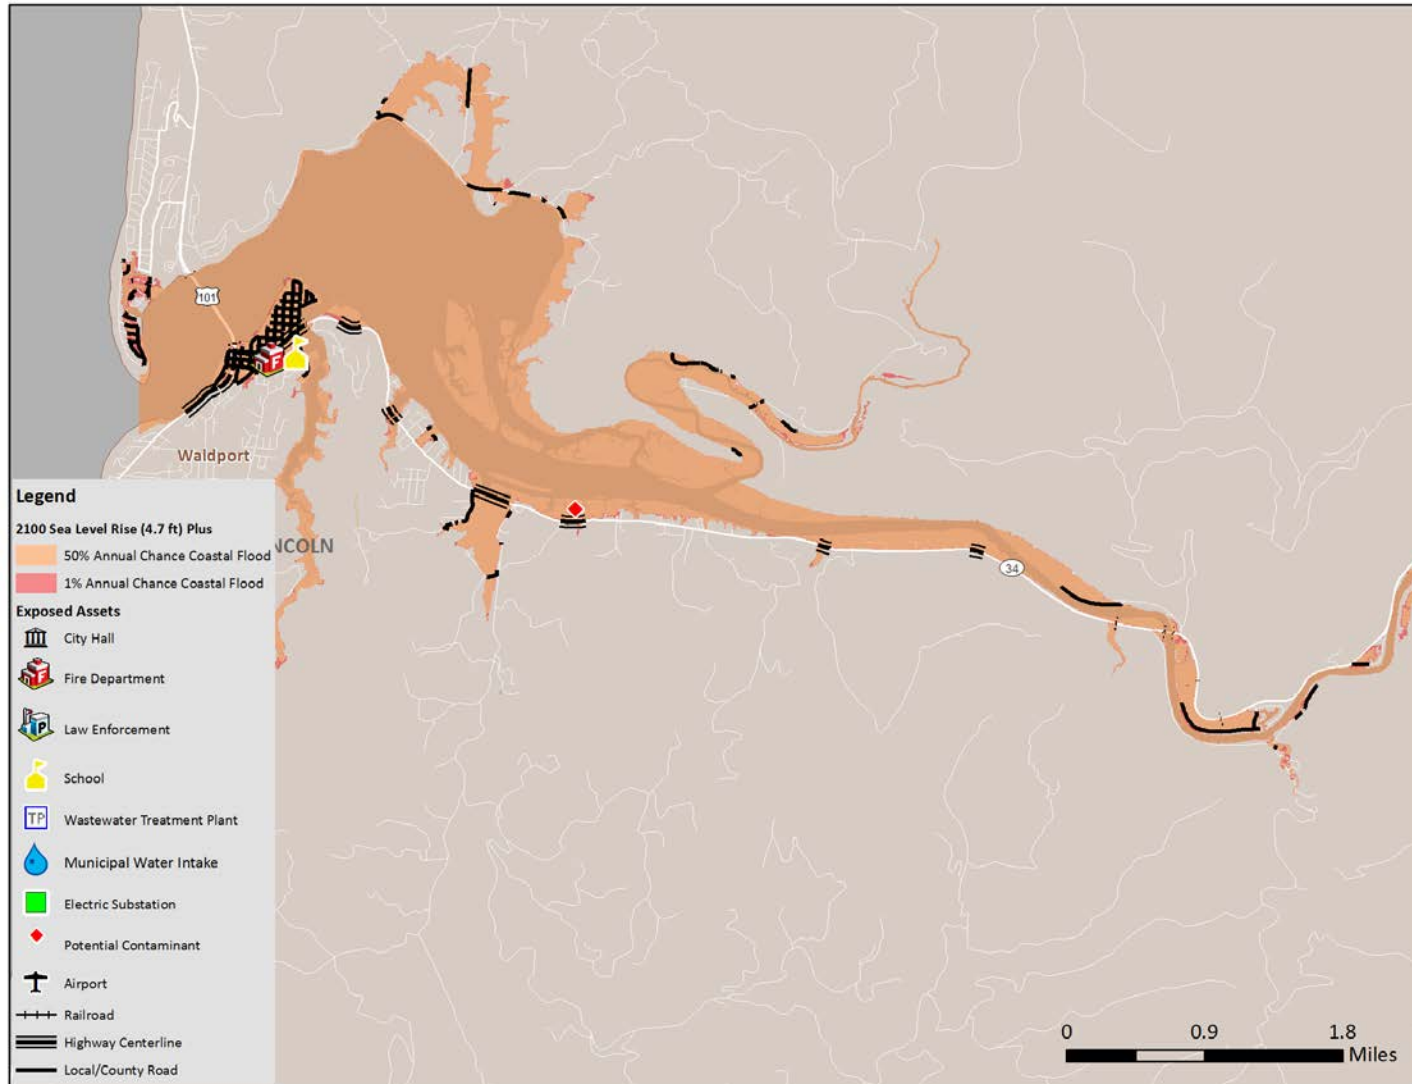 101
Waldport
Legend
2100 Sea Level Rise (4.7 ft) Plus
50% Annual Chance Coastal Flood
NCOLN
1% Annual Chance Coastal Flood
Exposed Assets
City Hall
F
Fire Department
P
Law Enforcement
School
TP
Wastewater Treatment Plant
Municipal Water Intake
Electric Substation
Potential Contaminant
Airport
Railroad
Highway Centerline
Local/County Road
F
34
0 0.9 1.8
Miles